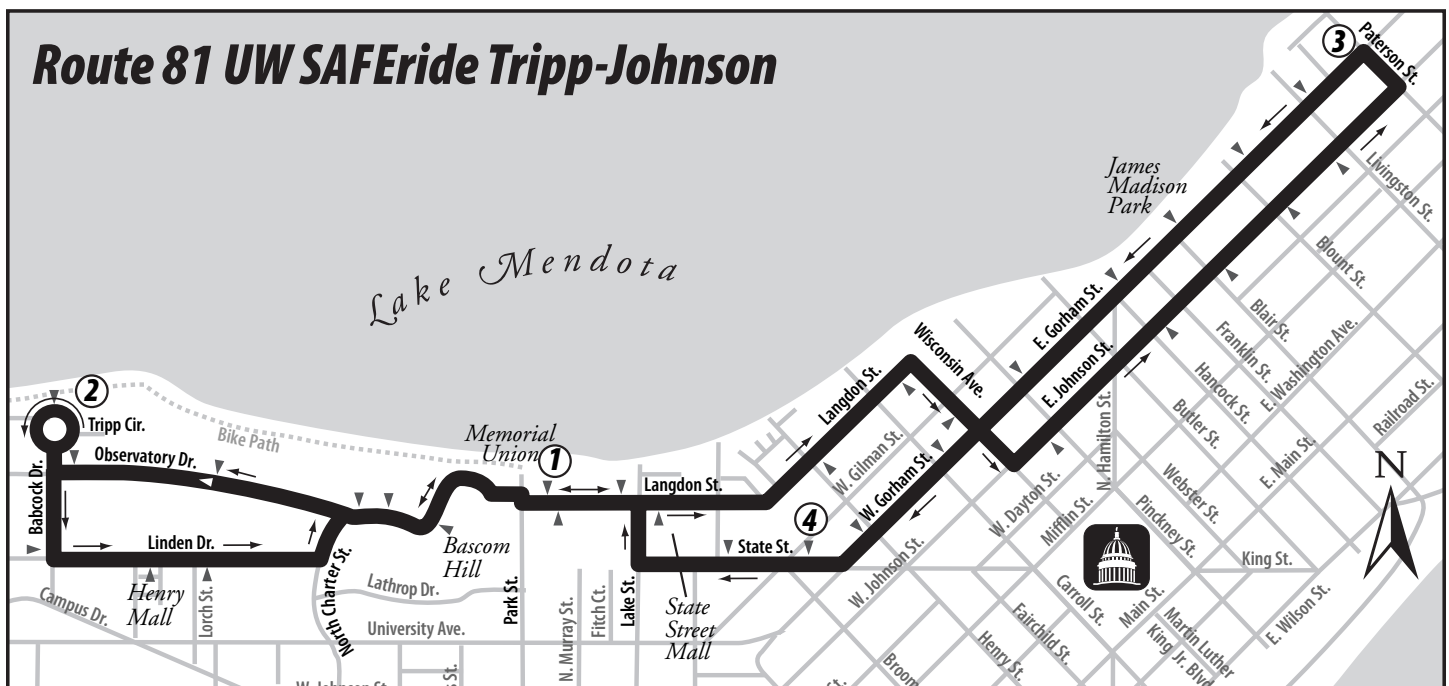 Route 81 UW SAFEride Tripp-Johnson
3
Paterson St.
James
Madison
Park
Livingston St.
Lake Mendota
Blount St.
E. Gorham St.
Blair St.
Wisconsin Ave.
Franklin St.
E. Washington Ave.
E. Johnson St.
Hancock St.
Langdon St.
2
N. Hamilton St.
Butler St.
Railroad St.
Tripp Cir.
Bike Path
Memorial
Union
1
W. Gilman St.
E. Main St.
N
Observatory Dr.
Babcock Dr.
Langdon St.
W. Gorham St.
W. Dayton St.
Webster St.
4
Mifflin St.
Pinckney St.
Linden Dr.
State St.
Bascom
Hill
King St.
North Charter St.
Lathrop Dr.
Park St.
W. Johnson St.
Henry
Mall
Campus Dr.
Lorch St.
N. Murray St.
Fitch Ct.
Lake St.
State
Street
Mall
Carroll St.
Main St.
E. Wilson St.
University Ave.
Fairchild St.
Martin Luther
King Jr. Blvd
Henry St.
Broom
W. Johnson St.
s St.
St.